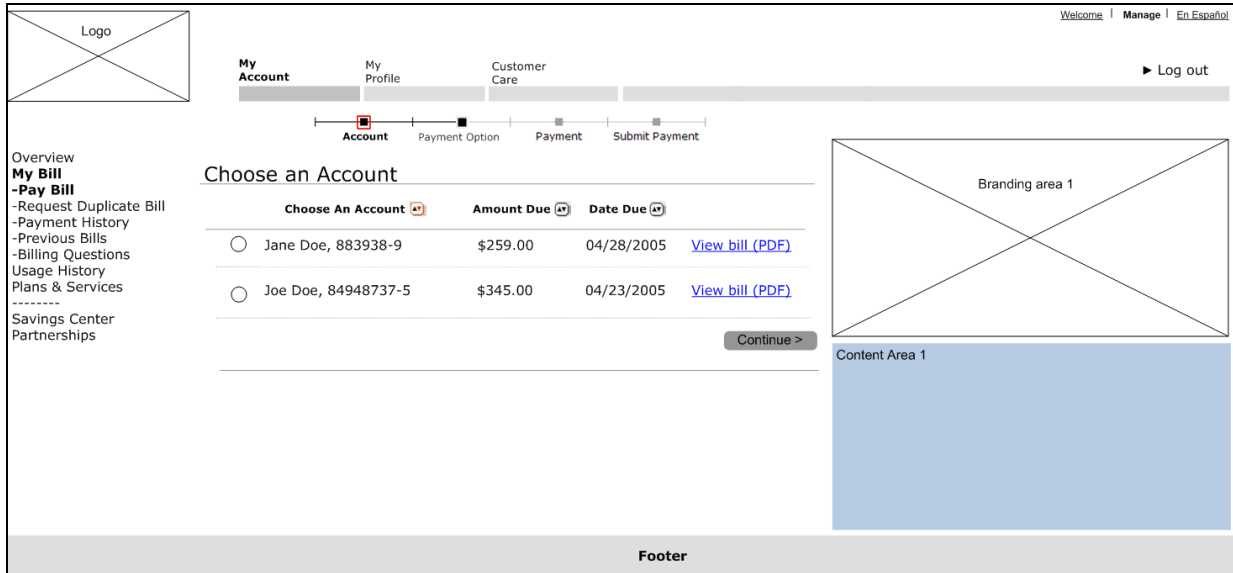 Logo
Welcome | Manage | En Español
My Account
My Profile
Customer Care
► Log out
Account
Payment Option
Payment
Submit Payment
Overview
My Bill
-Pay Bill
-Request Duplicate Bill
-Payment History
-Previous Bills
-Billing Questions
Usage History
Plans & Services
--------
Savings Center
Partnerships
Choose an Account
Choose An Account Amount Due Date Due
Jane Doe, 883938-9 $259.00 04/28/2005 View bill (PDF)
Joe Doe, 84948737-5 $345.00 04/23/2005 View bill (PDF)
Continue >
Branding area 1
Content Area 1
Footer